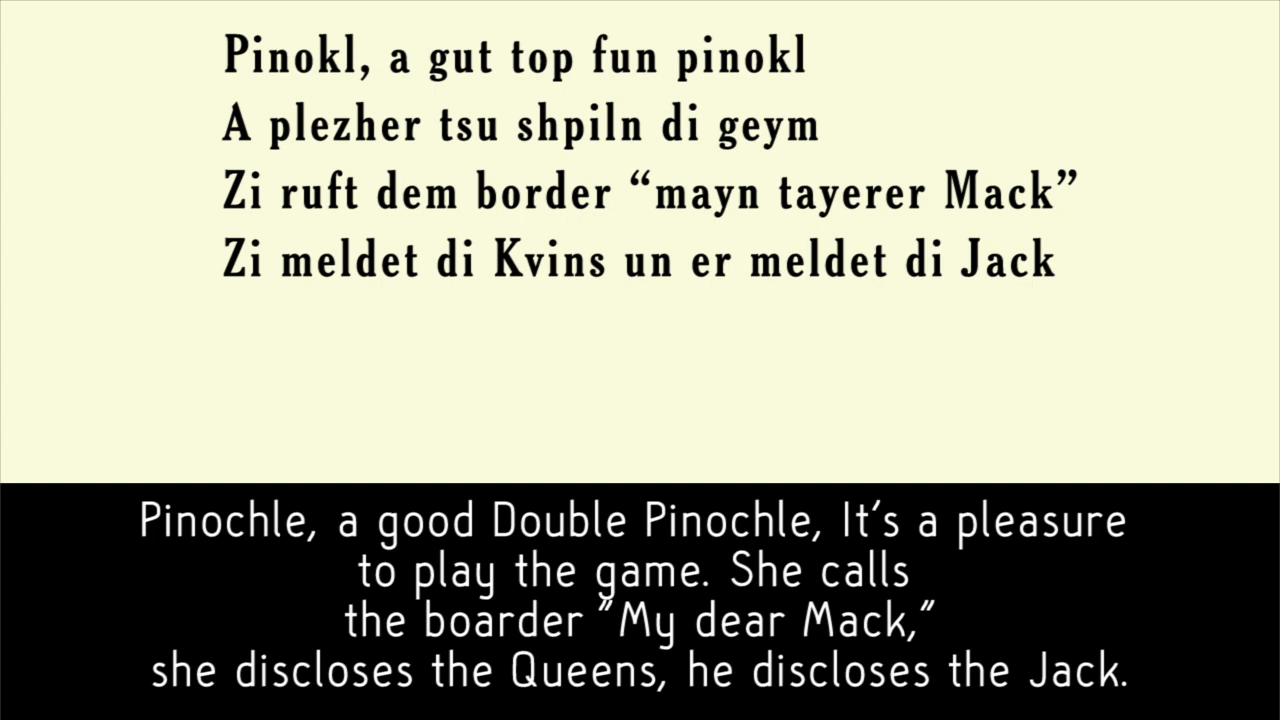 Pinokl, a gut top fun pinokl
A plezher tsu shpiln di geym
Zi ruft dem border “mayn tayerer Mack”
Zi meldet di Kvins un er meldet di Jack
Pinochle, a good Double Pinochle, It's a pleasure
to play the game. She calls
the boarder "My dear Mack,"
she discloses the Queens, he discloses the Jack.